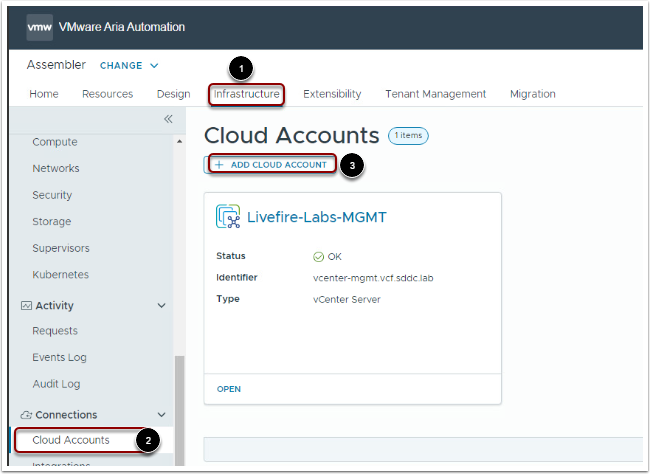 vmw VMware Aria Automation
Assembler CHANGE
1
Home Resources Design Infrastructure Extensibility Tenant Management Migration
Compute
Networks
Security
Storage
Supervisors
Kubernetes
Activity
Requests
Events Log
Audit Log
Connections
Cloud Accounts 2
Integrations
Cloud Accounts 1 items
+ ADD CLOUD ACCOUNT 3
Livefire-Labs-MGMT
Status OK
Identifier vcenter-mgmt.vcf.sddc.lab
Type vCenter Server
OPEN